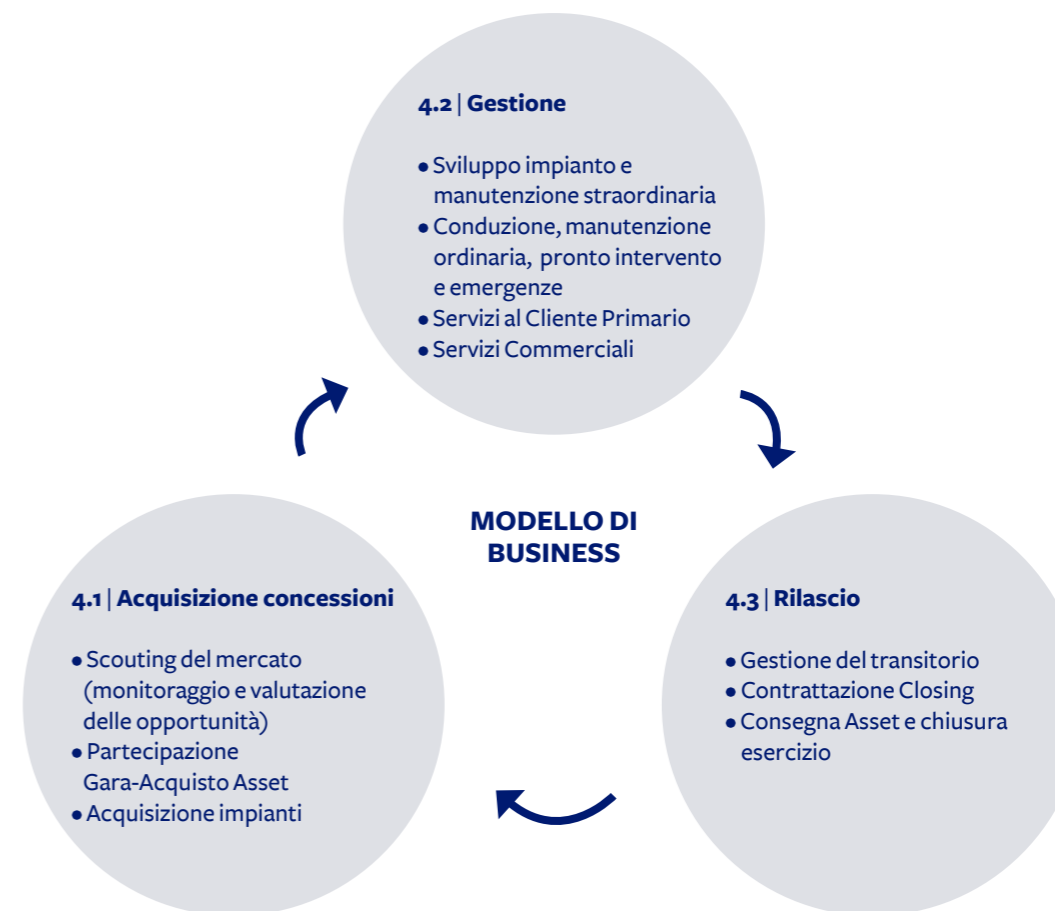 4.2 | Gestione
• Sviluppo impianto e
manutenzione straordinaria
• Conduzione, manutenzione
ordinaria, pronto intervento
e emergenze
• Servizi al Cliente Primario
• Servizi Commerciali
MODELLO DI
BUSINESS
4.1 | Acquisizione concessioni
• Scouting del mercato
(monitoraggio e valutazione
delle opportunità)
• Partecipazione
Gara-Acquisto Asset
• Acquisizione impianti
4.3 | Rilascio
• Gestione del transitorio
• Contrattazione Closing
• Consegna Asset e chiusura
esercizio